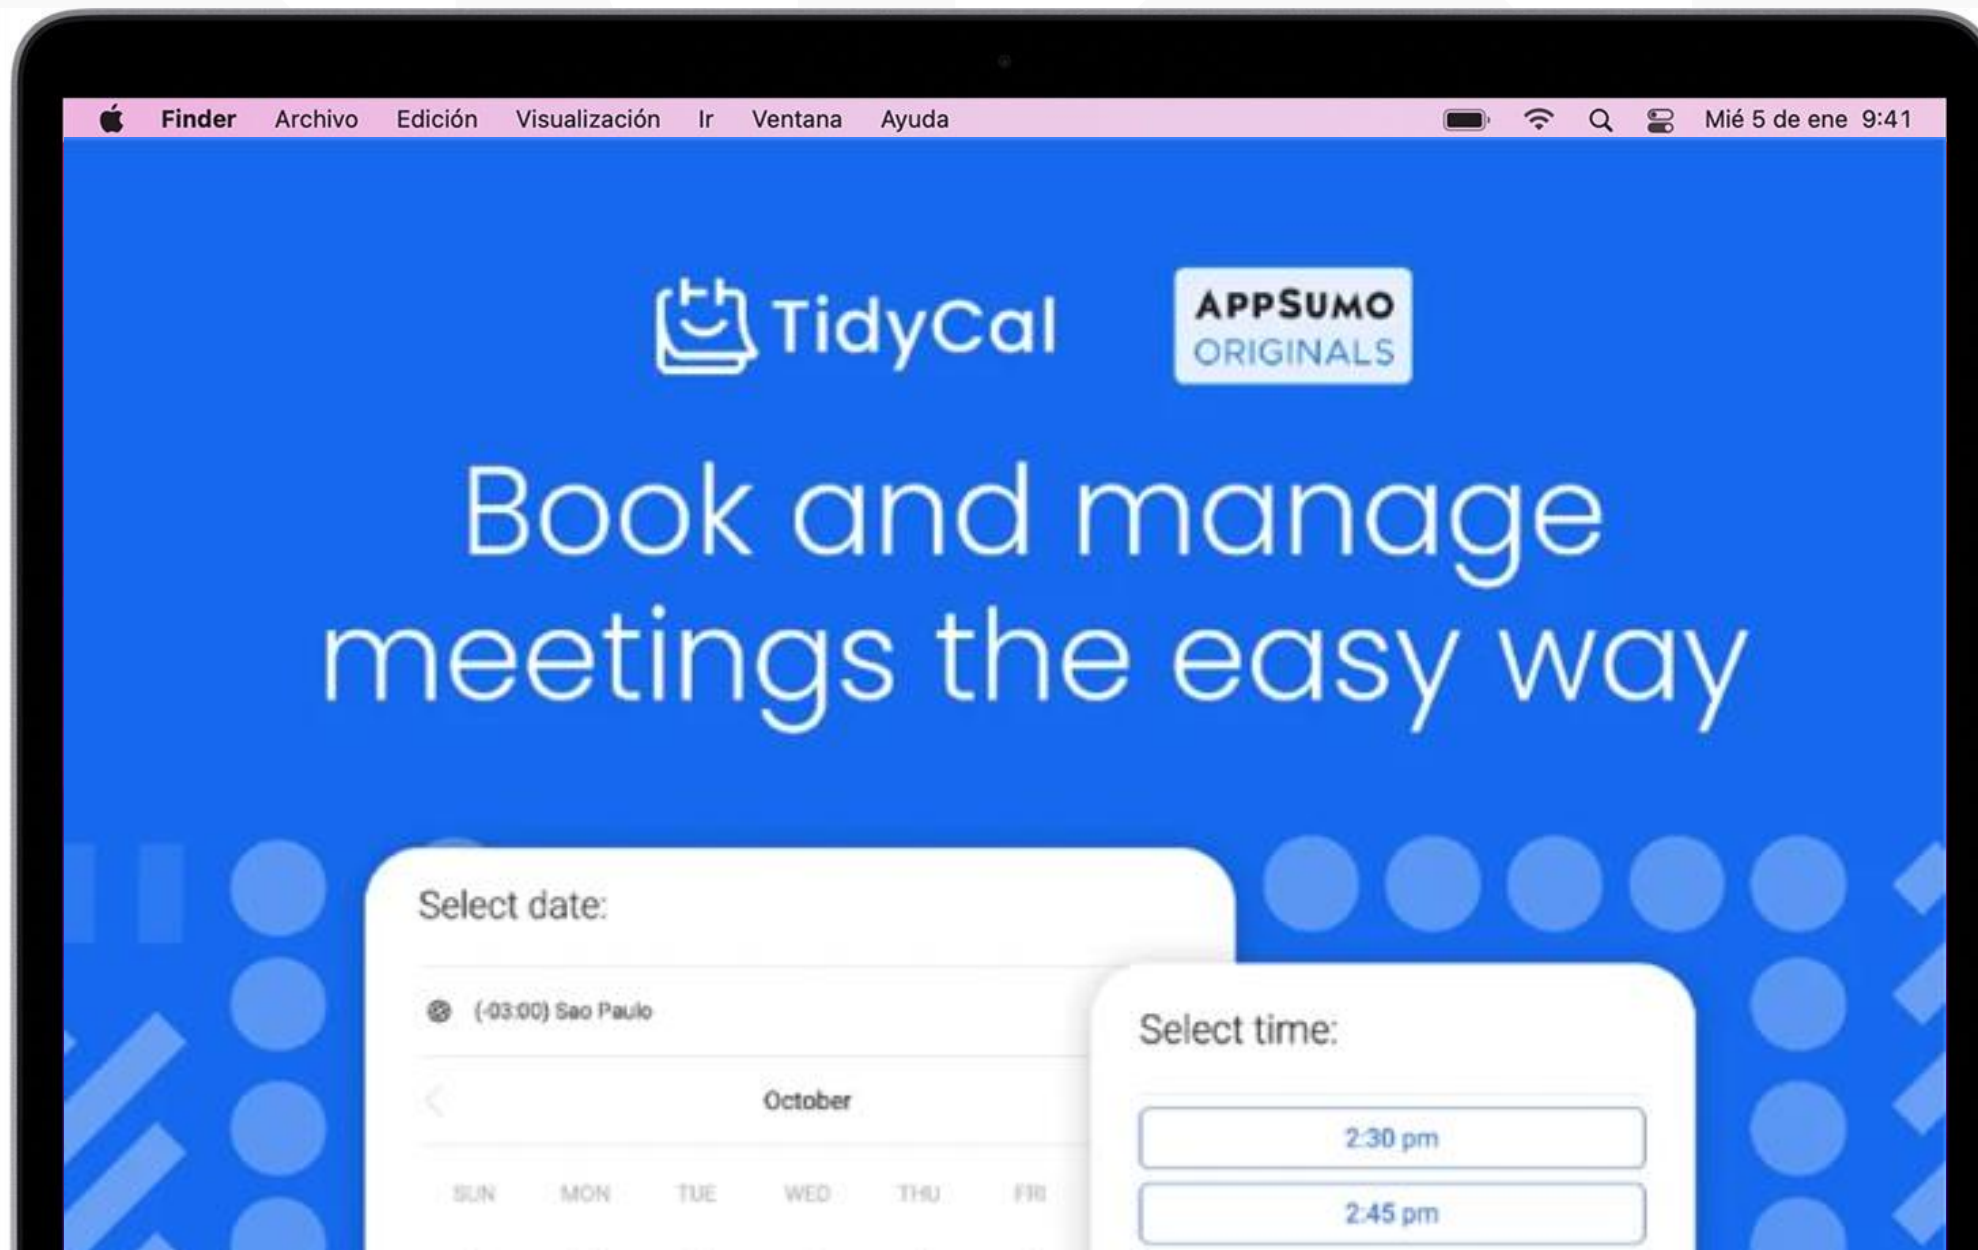 Finder Archivo Edición Visualización Ir Ventana Ayuda Mié 5 de ene 9:41
TidyCal
APPSUMO
ORIGINALS
Book and manage
meetings the easy way
Select date:
(-03:00) Sao Paulo
October
SUN MON TUE WED THU FRI
Select time:
2:30 pm
2:45 pm